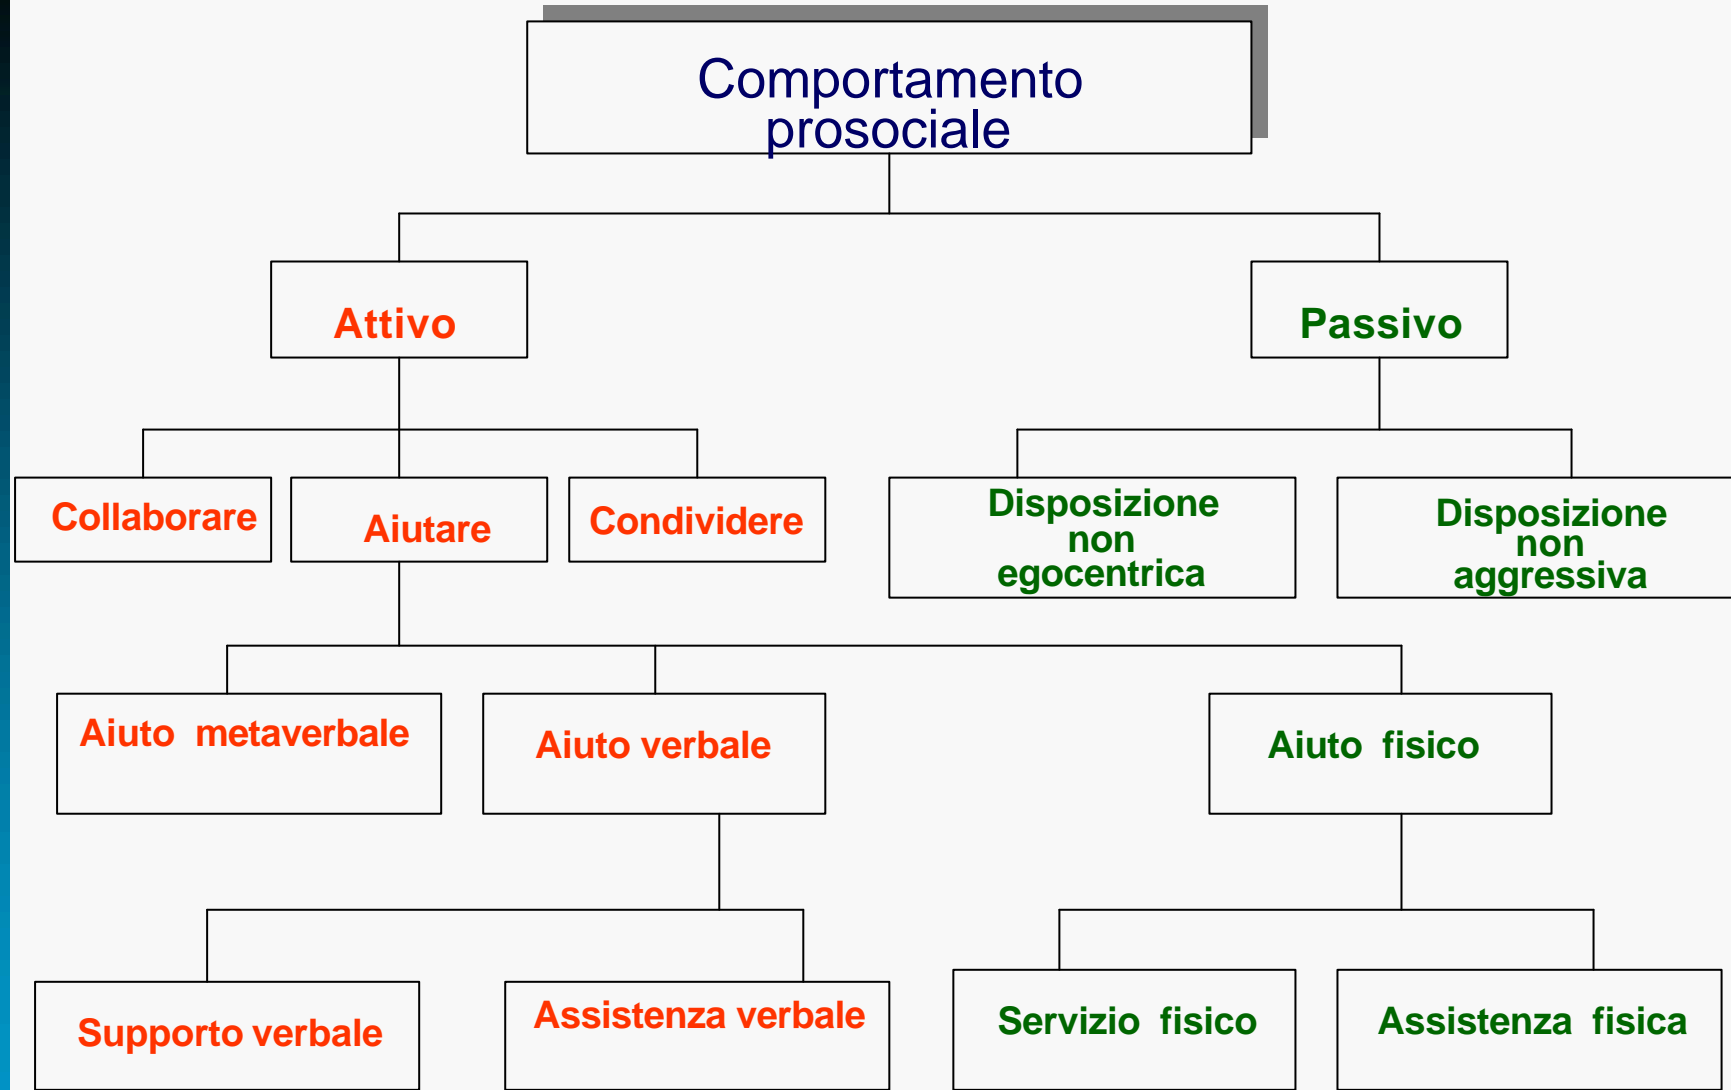 Comportamento
prosociale
Attivo
Passivo
Collaborare
Aiutare
Condividere
Disposizione
non
egocentrica
Disposizione
non
aggressiva
Aiuto metaverbale
Aiuto verbale
Aiuto fisico
Supporto verbale
Assistenza verbale
Servizio fisico
Assistenza fisica